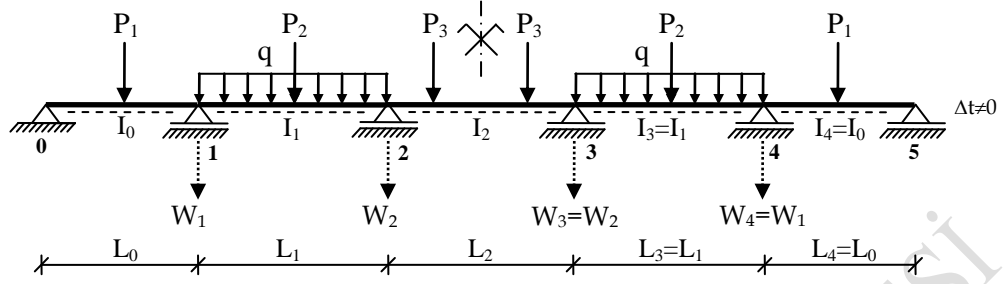 P₁ P₂ P₃ P₃ P₂ P₁
q q
I₀ I₁ I₂ I₃=I₁ I₄=I₀ Δt≠0
0 1 2 3 4 5
W₁ W₂ W₃=W₂ W₄=W₁
L₀ L₁ L₂ L₃=L₁ L₄=L₀